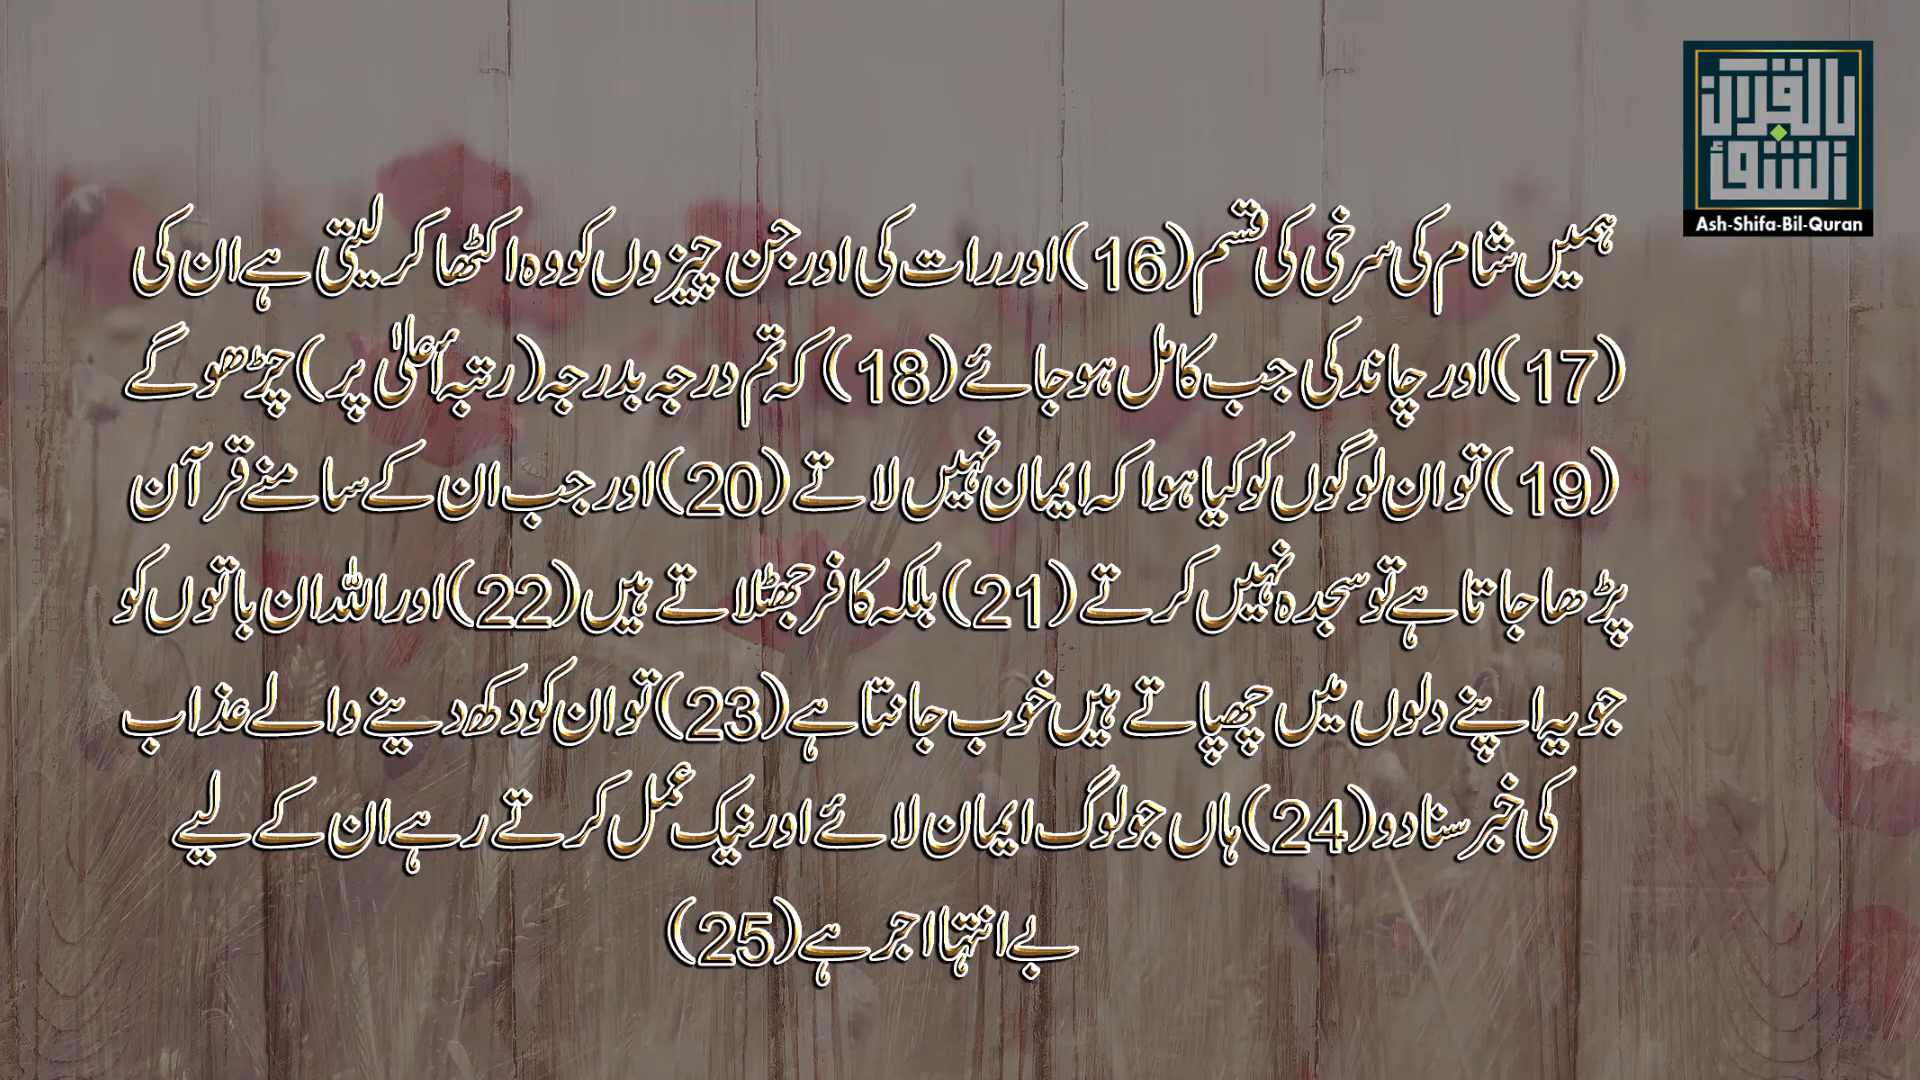 بالقرآن
الشفاء
Ash-Shifa-Bil-Quran
ہمیں شام کی سرخی کی قسم(16)اور رات کی اور جن چیزوں کو وہ اکٹھا کر لیتی ہے ان کی
(17)اور چاند کی جب کامل ہو جائے(18) کہ تم درجہ بدرجہ(رتبہٴ اعلیٰ پر) چڑھو گے
(19)تو ان لوگوں کو کیا ہوا کہ ایمان نہیں لاتے (20)اور جب ان کے سامنے قرآن
پڑھا جاتا ہے تو سجدہ نہیں کرتے (21) بلکہ کافر جھٹلاتے ہیں(22)اور اللہ ان باتوں کو
جو یہ اپنے دلوں میں چھپاتے ہیں خوب جانتا ہے(23)تو ان کو دکھ دینے والے عذاب
کی خبر سنا دو(24)ہاں جو لوگ ایمان لائے اور نیک عمل کرتے رہے ان کے لیے
بے انتہا اجر ہے(25)